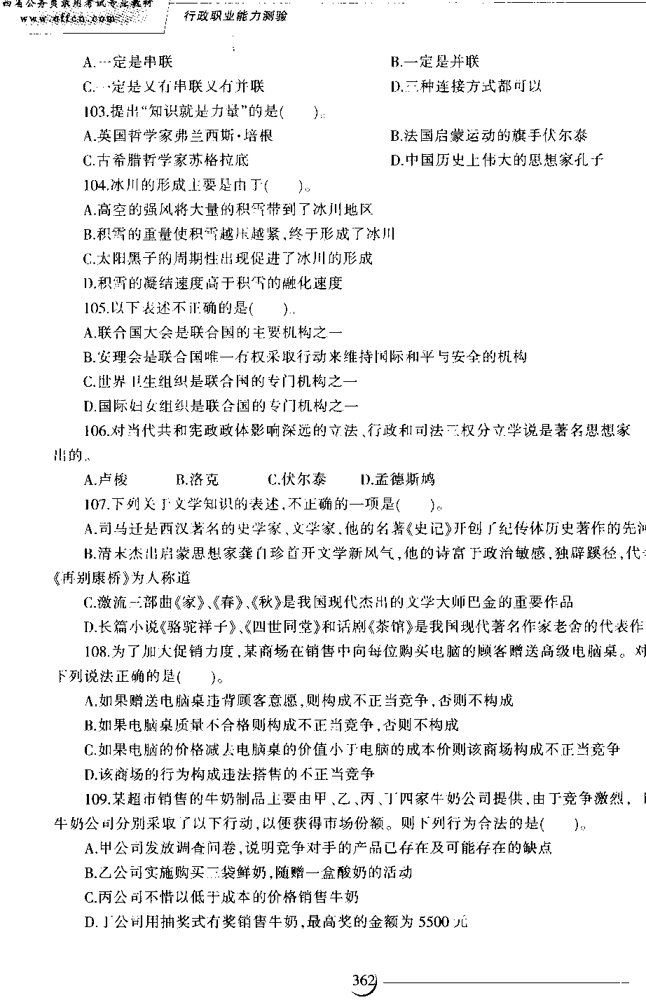 西省公务员录用考试专业教材
www.offcn.com
行政职业能力测验
A.一定是串联 B.一定是并联
C.一定是又有串联又有并联 D.三种连接方式都可以
103.提出“知识就是力量”的是( )。
A.英国哲学家弗兰西斯·培根 B.法国启蒙运动的旗手伏尔泰
C.古希腊哲学家苏格拉底 D.中国历史上伟大的思想家孔子
104.冰川的形成主要是由于( )。
A.高空的强风将大量的积雪带到了冰川地区
B.积雪的重量使积雪越压越紧,终于形成了冰川
C.太阳黑子的周期性出现促进了冰川的形成
D.积雪的凝结速度高于积雪的融化速度
105.以下表述不正确的是( )。
A.联合国大会是联合国的主要机构之一
B.安理会是联合国唯一有权采取行动来维持国际和平与安全的机构
C.世界卫生组织是联合国的专门机构之一
D.国际妇女组织是联合国的专门机构之一
106.对当代共和宪政政体影响深远的立法、行政和司法三权分立学说是著名思想家
出的。
A.卢梭 B.洛克 C.伏尔泰 D.孟德斯鸠
107.下列关于文学知识的表述,不正确的一项是( )。
A.司马迁是西汉著名的史学家、文学家,他的名著《史记》开创了纪传体历史著作的先河
B.清末杰出启蒙思想家龚自珍首开文学新风气,他的诗富于政治敏感,独辟蹊径,代
《再别康桥》为人称道
C.激流三部曲《家》、《春》、《秋》是我国现代杰出的文学大师巴金的重要作品
D.长篇小说《骆驼祥子》、《四世同堂》和话剧《茶馆》是我国现代著名作家老舍的代表作
108.为了加大促销力度,某商场在销售中向每位购买电脑的顾客赠送高级电脑桌。对
下列说法正确的是( )。
A.如果赠送电脑桌违背顾客意愿,则构成不正当竞争,否则不构成
B.如果电脑桌质量不合格则构成不正当竞争,否则不构成
C.如果电脑的价格减去电脑桌的价值小于电脑的成本价则该商场构成不正当竞争
D.该商场的行为构成违法搭售的不正当竞争
109.某超市销售的牛奶制品主要由甲、乙、丙、丁四家牛奶公司提供,由于竞争激烈,
牛奶公司分别采取了以下行动,以便获得市场份额。则下列行为合法的是( )。
A.甲公司发放调查问卷,说明竞争对手的产品已存在及可能存在的缺点
B.乙公司实施购买三袋鲜奶,随赠一盒酸奶的活动
C.丙公司不惜以低于成本的价格销售牛奶
D.丁公司用抽奖式有奖销售牛奶,最高奖的金额为 5500 元
362